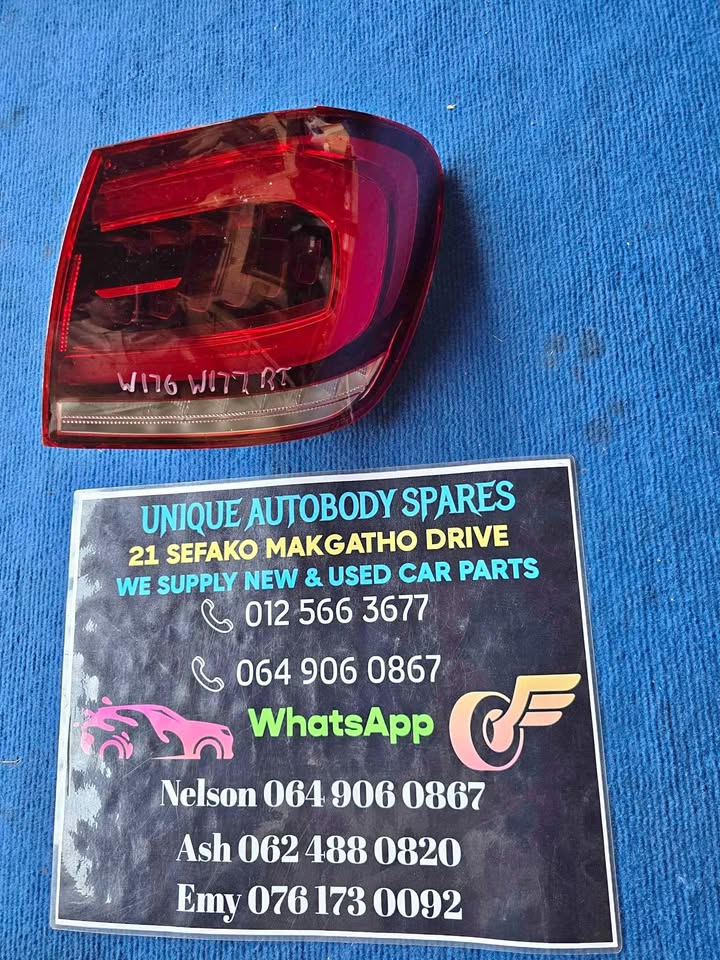 W176 W177 RT
UNIQUE AUTOBODY SPARES
21 SEFAKO MAKGATHO DRIVE
WE SUPPLY NEW & USED CAR PARTS
012 566 3677
064 906 0867
WhatsApp
Nelson 064 906 0867
Ash 062 488 0820
Emy 076 173 0092